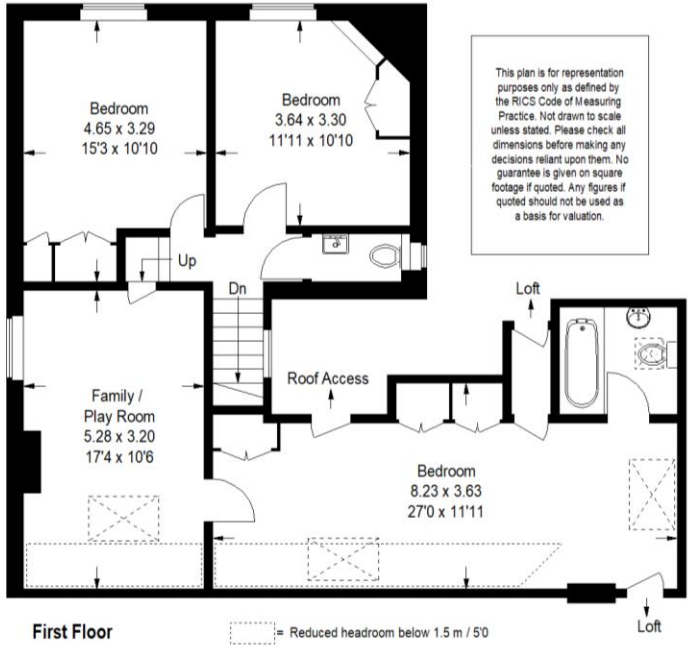 Bedroom
4.65 x 3.29
15'3 x 10'10
Bedroom
3.64 x 3.30
11'11 x 10'10
This plan is for representation
purposes only as defined by
the RICS Code of Measuring
Practice. Not drawn to scale
unless stated. Please check all
dimensions before making any
decisions reliant upon them. No
guarantee is given on square
footage if quoted. Any figures if
quoted should not be used as
a basis for valuation.
Up
Dn
Loft
Roof Access
Family /
Play Room
5.28 x 3.20
17'4 x 10'6
Bedroom
8.23 x 3.63
27'0 x 11'11
Loft
First Floor
= Reduced headroom below 1.5 m / 5'0